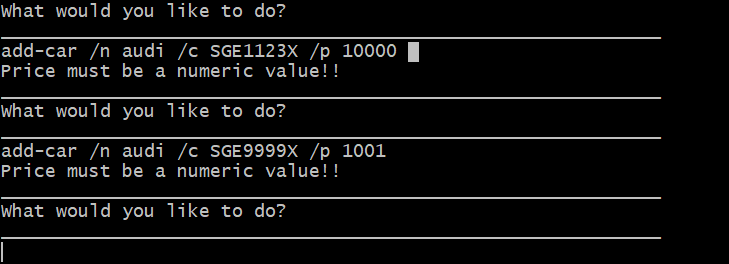 What would you like to do?
add-car /n audi /c SGE1123X /p 10000
Price must be a numeric value!!
What would you like to do?
add-car /n audi /c SGE9999X /p 1001
Price must be a numeric value!!
What would you like to do?